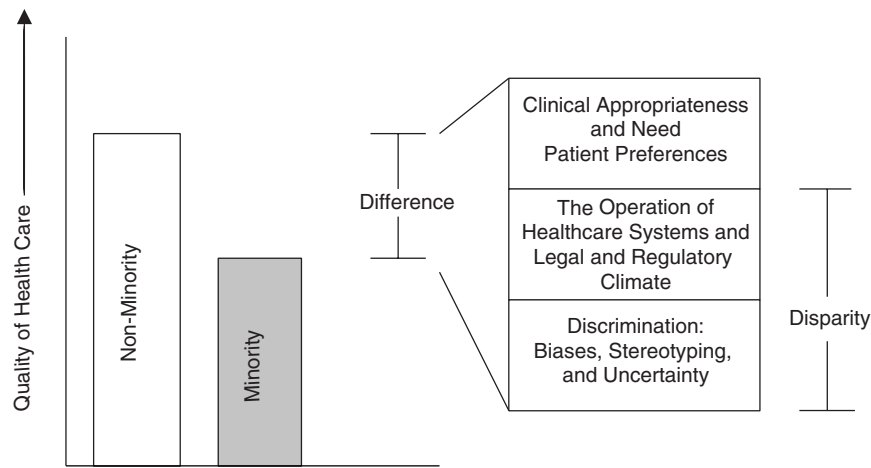 Quality of Health Care
Non-Minority
Minority
Difference
Clinical Appropriateness
and Need
Patient Preferences
The Operation of
Healthcare Systems and
Legal and Regulatory
Climate
Discrimination:
Biases, Stereotyping,
and Uncertainty
Disparity